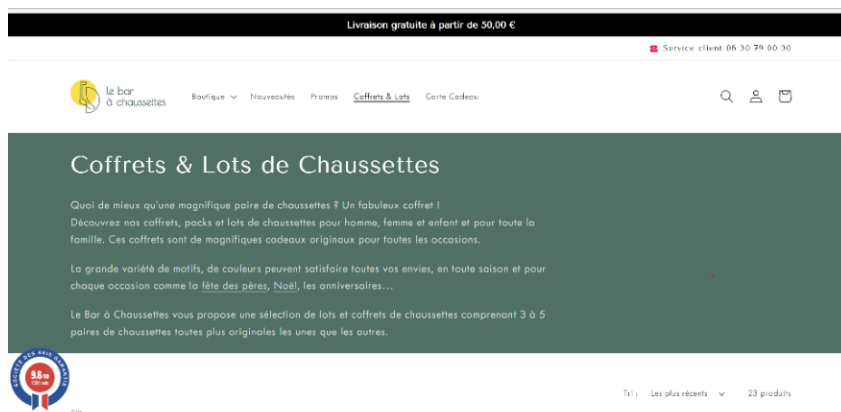 Livraison gratuite à partir de 50,00 €
Service client 06 30 79 00 30
le bar
à chaussettes
Boutique
Nouveautés
Promos
Coffrets & Lots
Carte Cadeau
Coffrets & Lots de Chaussettes
Quoi de mieux qu'une magnifique paire de chaussettes ? Un fabuleux coffret !
Découvrez nos coffrets, packs et lots de chaussettes pour homme, femme et enfant et pour toute la
famille. Ces coffrets sont de magnifiques cadeaux originaux pour toutes les occasions.
La grande variété de motifs, de couleurs peuvent satisfaire toutes vos envies, en toute saison et pour
chaque occasion comme la fête des pères, Noël, les anniversaires...
Le Bar à Chaussettes vous propose une sélection de lots et coffrets de chaussettes comprenant 3 à 5
paires de chaussettes toutes plus originales les unes que les autres.
SOCIETE DES AVIS GARANTIS
9.8/10
Tri :
Les plus récents
23 produits